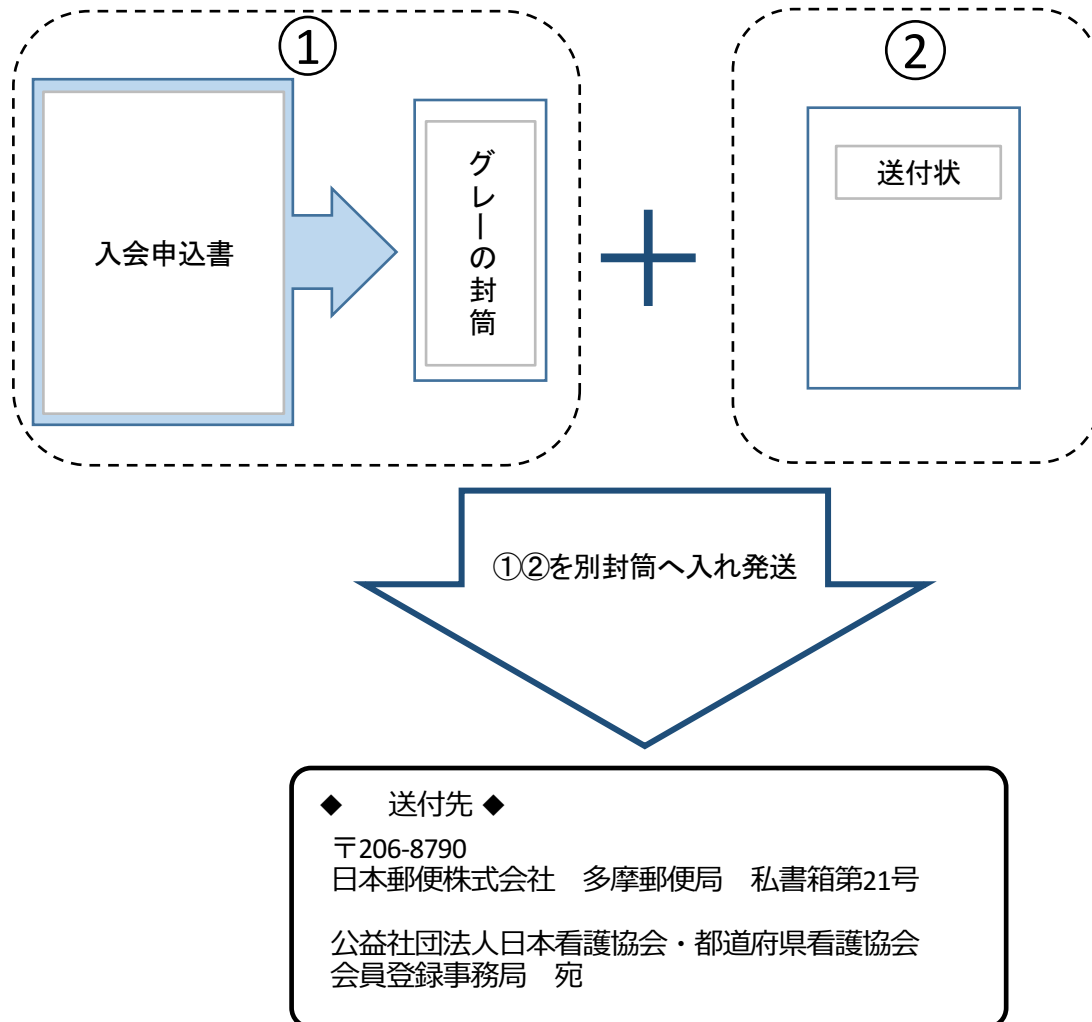 ①
②
入会申込書
グレーの封筒
送付状
①②を別封筒へ入れ発送
◆　送付先 ◆
〒206-8790
日本郵便株式会社　多摩郵便局　私書箱第21号
公益社団法人日本看護協会・都道府県看護協会
会員登録事務局　宛